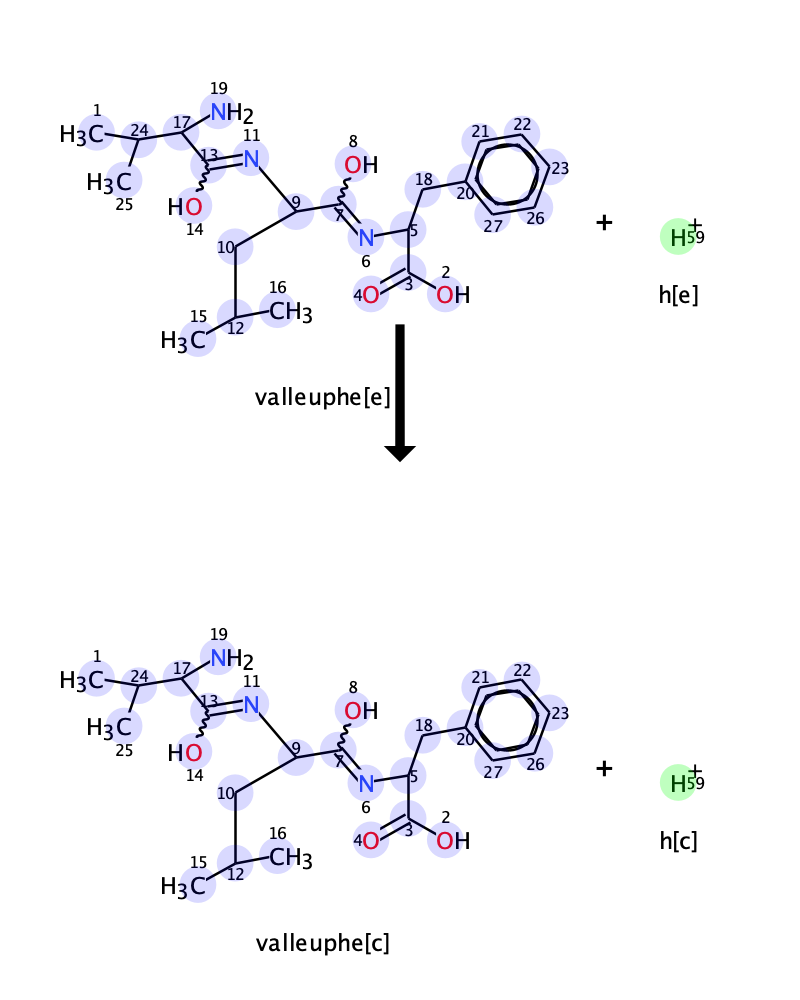 19
1 24 17 NH2 8
H3C 13 11 OH 21 22
N 23
H3C 18
25 HO 9 20 26
14 7 27
10 N 5 + H+ 59
6 2
16 4O 3 OH h[e]
15 CH3
H3C 12
valleuphe[e]
19
1 24 17 NH2 8
H3C 13 11 OH 21 22
N 23
H3C 18
25 HO 9 20 26
14 7 27
10 N 5 + H+ 59
6 2
16 4O 3 OH h[c]
15 CH3
H3C 12
valleuphe[c]